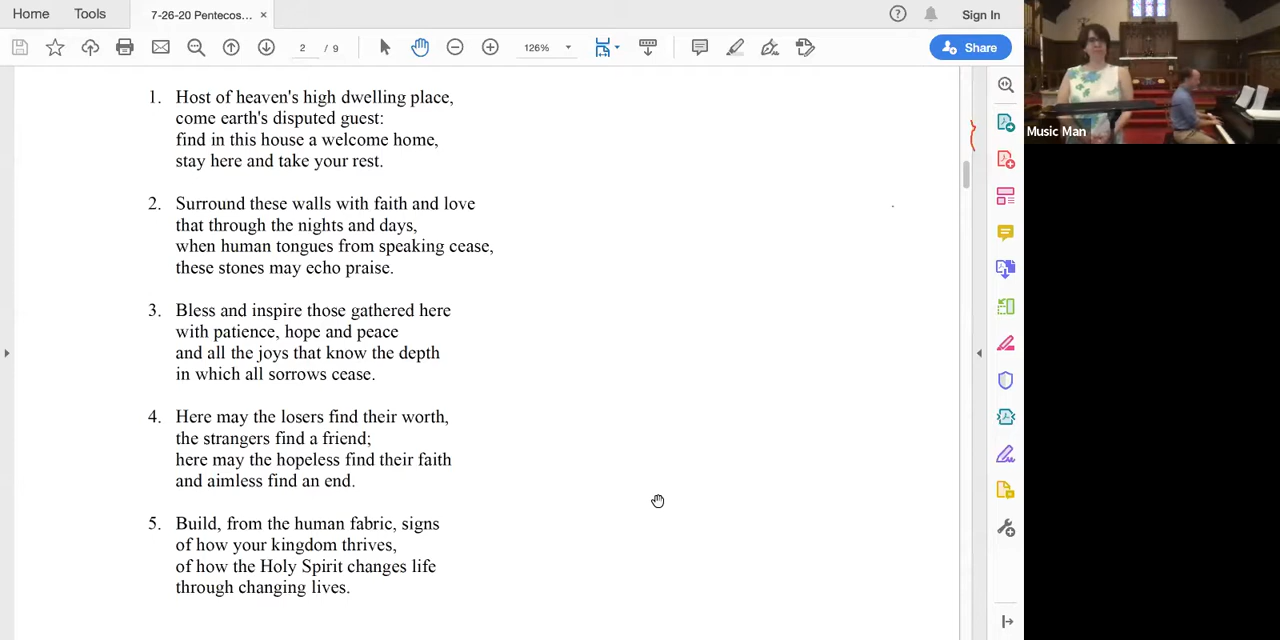 Home
Tools
7-26-20 Pentecos...
Sign In
2 / 9
126%
Share
Music Man
1. Host of heaven's high dwelling place,
come earth's disputed guest:
find in this house a welcome home,
stay here and take your rest.
2. Surround these walls with faith and love
that through the nights and days,
when human tongues from speaking cease,
these stones may echo praise.
3. Bless and inspire those gathered here
with patience, hope and peace
and all the joys that know the depth
in which all sorrows cease.
4. Here may the losers find their worth,
the strangers find a friend;
here may the hopeless find their faith
and aimless find an end.
5. Build, from the human fabric, signs
of how your kingdom thrives,
of how the Holy Spirit changes life
through changing lives.